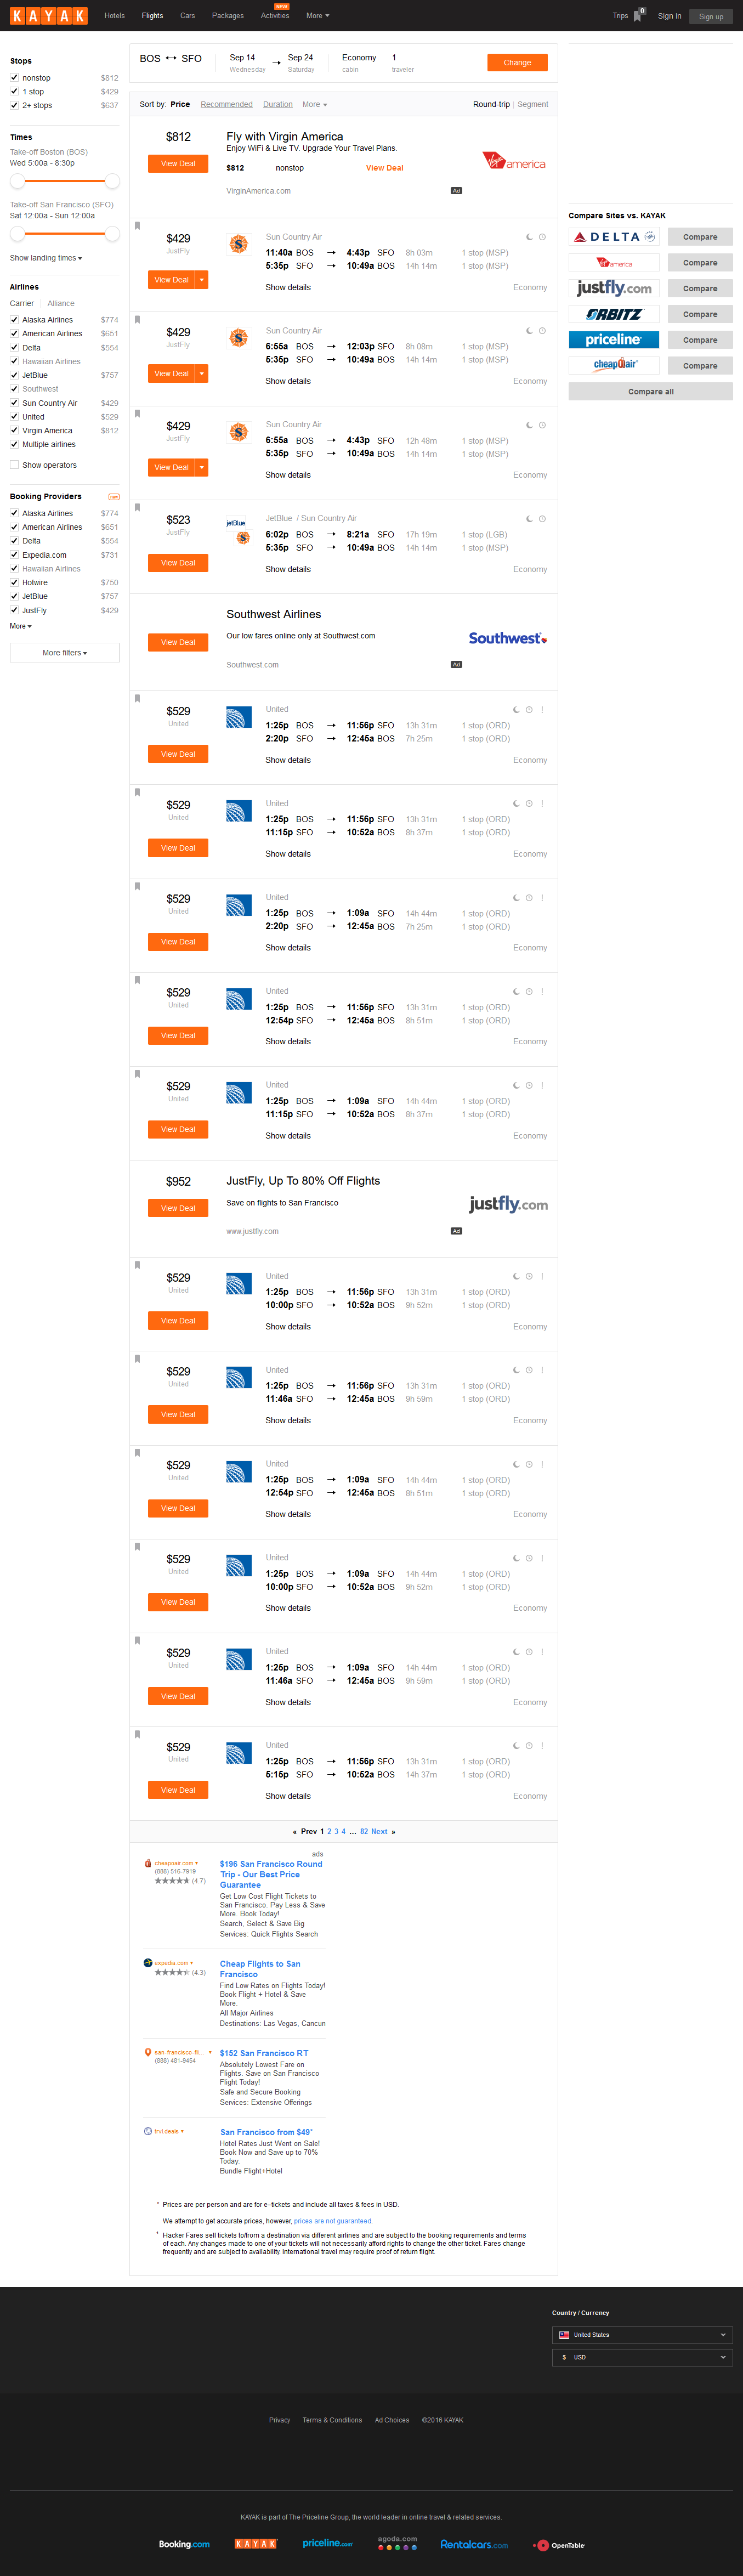 KAYAK
Hotels Flights Cars Packages Activities NEW More
Trips 0 Sign in Sign up
Stops
nonstop $812
1 stop $429
2+ stops $637
Times
Take-off Boston (BOS)
Wed 5:00a - 8:30p
Take-off San Francisco (SFO)
Sat 12:00a - Sun 12:00a
Show landing times
Airlines
Carrier Alliance
Alaska Airlines $774
American Airlines $651
Delta $554
Hawaiian Airlines
JetBlue $757
Southwest
Sun Country Air $429
United $529
Virgin America $812
Multiple airlines
Show operators
Booking Providers
Alaska Airlines $774
American Airlines $651
Delta $554
Expedia.com $731
Hawaiian Airlines
Hotwire $750
JetBlue $757
JustFly $429
More
More filters
BOS ↔ SFO
Sep 14 → Sep 24 Economy 1
Wednesday Saturday cabin traveler
Change
Sort by: Price Recommended Duration More Round-trip | Segment
$812 Fly with Virgin America
Enjoy WiFi & Live TV. Upgrade Your Travel Plans.
View Deal $812 nonstop View Deal
VirginAmerica.com Ad
america
$429 Sun Country Air
JustFly 11:40a BOS → 4:43p SFO 8h 03m 1 stop (MSP)
View Deal 5:35p SFO → 10:49a BOS 14h 14m 1 stop (MSP)
Show details Economy
$429 Sun Country Air
JustFly 6:55a BOS → 12:03p SFO 8h 08m 1 stop (MSP)
View Deal 5:35p SFO → 10:49a BOS 14h 14m 1 stop (MSP)
Show details Economy
$429 Sun Country Air
JustFly 6:55a BOS → 4:43p SFO 12h 48m 1 stop (MSP)
View Deal 5:35p SFO → 10:49a BOS 14h 14m 1 stop (MSP)
Show details Economy
$523 jetBlue JetBlue / Sun Country Air
JustFly 6:02p BOS → 8:21a SFO 17h 19m 1 stop (LGB)
View Deal 5:35p SFO → 10:49a BOS 14h 14m 1 stop (MSP)
Show details Economy
Southwest Airlines
View Deal Our low fares online only at Southwest.com Southwest
Southwest.com Ad
$529 United
United 1:25p BOS → 11:56p SFO 13h 31m 1 stop (ORD)
View Deal 2:20p SFO → 12:45a BOS 7h 25m 1 stop (ORD)
Show details Economy
$529 United
United 1:25p BOS → 11:56p SFO 13h 31m 1 stop (ORD)
View Deal 11:15p SFO → 10:52a BOS 8h 37m 1 stop (ORD)
Show details Economy
$529 United
United 1:25p BOS → 1:09a SFO 14h 44m 1 stop (ORD)
View Deal 2:20p SFO → 12:45a BOS 7h 25m 1 stop (ORD)
Show details Economy
$529 United
United 1:25p BOS → 11:56p SFO 13h 31m 1 stop (ORD)
View Deal 12:54p SFO → 12:45a BOS 8h 51m 1 stop (ORD)
Show details Economy
$529 United
United 1:25p BOS → 1:09a SFO 14h 44m 1 stop (ORD)
View Deal 11:15p SFO → 10:52a BOS 8h 37m 1 stop (ORD)
Show details Economy
$952 JustFly, Up To 80% Off Flights
View Deal Save on flights to San Francisco justfly.com
www.justfly.com Ad
$529 United
United 1:25p BOS → 11:56p SFO 13h 31m 1 stop (ORD)
View Deal 10:00p SFO → 10:52a BOS 9h 52m 1 stop (ORD)
Show details Economy
$529 United
United 1:25p BOS → 11:56p SFO 13h 31m 1 stop (ORD)
View Deal 11:46a SFO → 12:45a BOS 9h 59m 1 stop (ORD)
Show details Economy
$529 United
United 1:25p BOS → 1:09a SFO 14h 44m 1 stop (ORD)
View Deal 12:54p SFO → 12:45a BOS 8h 51m 1 stop (ORD)
Show details Economy
$529 United
United 1:25p BOS → 1:09a SFO 14h 44m 1 stop (ORD)
View Deal 10:00p SFO → 10:52a BOS 9h 52m 1 stop (ORD)
Show details Economy
$529 United
United 1:25p BOS → 1:09a SFO 14h 44m 1 stop (ORD)
View Deal 11:46a SFO → 12:45a BOS 9h 59m 1 stop (ORD)
Show details Economy
$529 United
United 1:25p BOS → 11:56p SFO 13h 31m 1 stop (ORD)
View Deal 5:15p SFO → 10:52a BOS 14h 37m 1 stop (ORD)
Show details Economy
« Prev 1 2 3 4 ... 82 Next »
ads
cheapoair.com
(888) 516-7919
(4.7)
$196 San Francisco Round
Trip - Our Best Price
Guarantee
Get Low Cost Flight Tickets to
San Francisco. Pay Less & Save
More. Book Today!
Search, Select & Save Big
Services: Quick Flights Search
expedia.com
(4.3)
Cheap Flights to San
Francisco
Find Low Rates on Flights Today!
Book Flight + Hotel & Save
More.
All Major Airlines
Destinations: Las Vegas, Cancun
san-francisco-fli...
(888) 481-9454
$152 San Francisco RT
Absolutely Lowest Fare on
Flights. Save on San Francisco
Flight Today!
Safe and Secure Booking
Services: Extensive Offerings
trivl.deals
San Francisco from $49*
Hotel Rates Just Went on Sale!
Book Now and Save up to 70%
Today.
Bundle Flight+Hotel
* Prices are per person and are for e-tickets and include all taxes & fees in USD.
We attempt to get accurate prices, however, prices are not guaranteed.
* Hacker Fares sell tickets to/from a destination via different airlines and are subject to the booking requirements and terms
of each. Any changes made to one of your tickets will not necessarily afford rights to change the other ticket. Fares change
frequently and are subject to availability. International travel may require proof of return flight.
Compare Sites vs. KAYAK
DELTA Compare
america Compare
justfly.com Compare
ORBITZ Compare
priceline Compare
cheapOair Compare
Compare all
Country / Currency
United States
$ USD
Privacy Terms & Conditions Ad Choices ©2016 KAYAK
KAYAK is part of The Priceline Group, the world leader in online travel & related services.
Booking.com KAYAK priceline.com agoda.com Rentalcars.com OpenTable